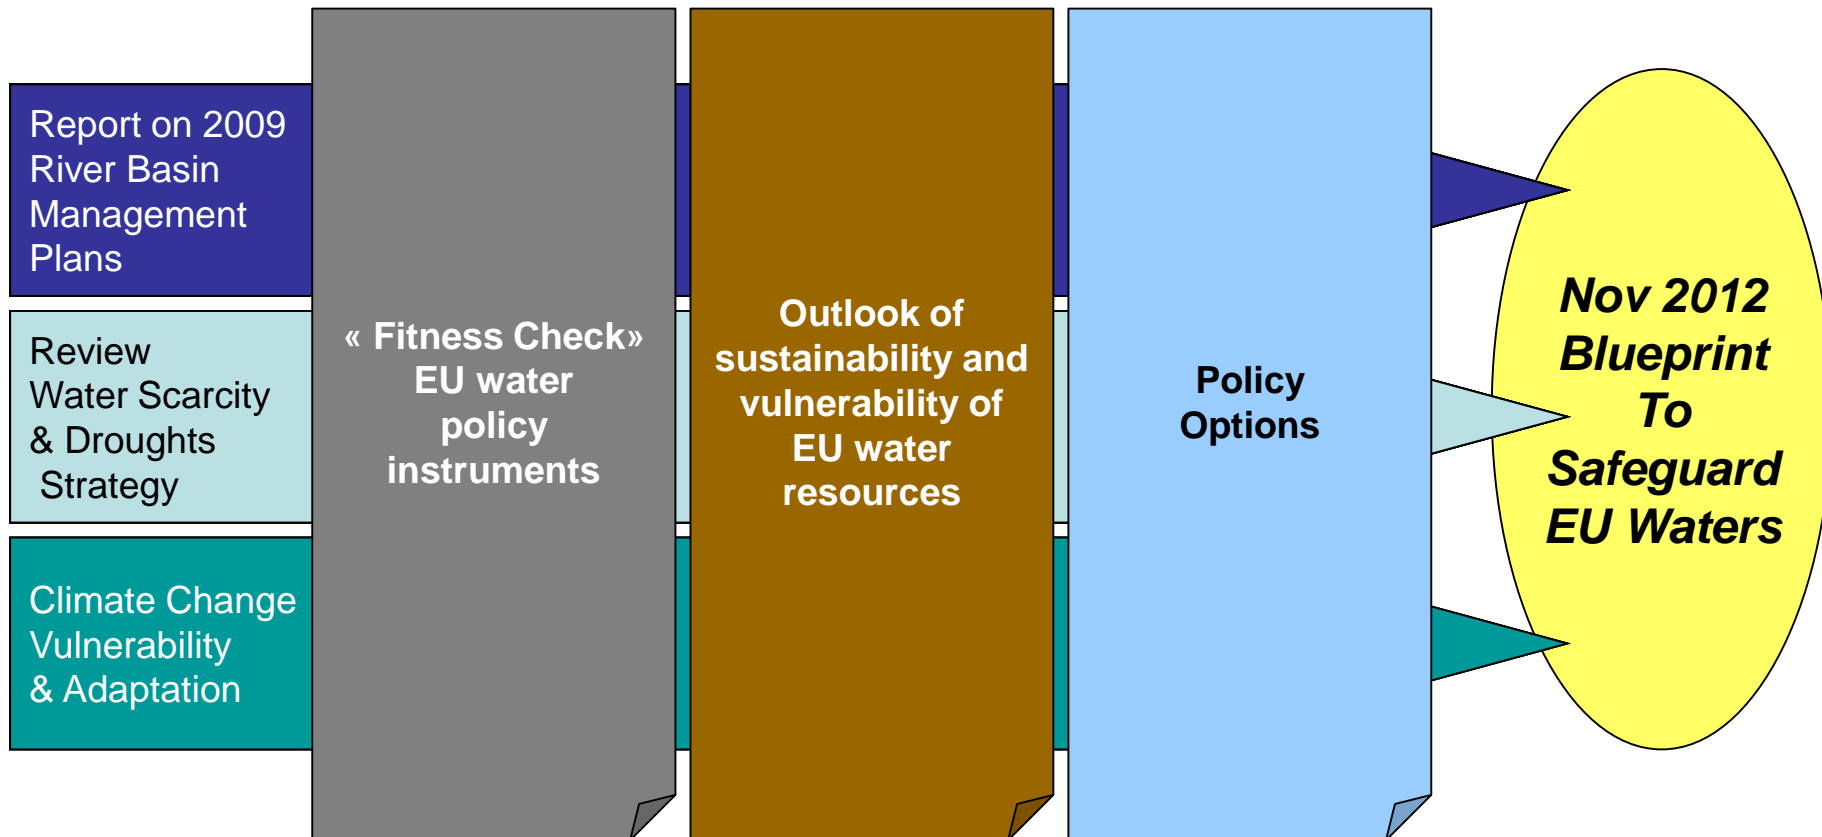 Report on 2009
River Basin
Management
Plans
Review
Water Scarcity
& Droughts
Strategy
Climate Change
Vulnerability
& Adaptation
« Fitness Check»
EU water
policy
instruments
Outlook of
sustainability and
vulnerability of
EU water
resources
Policy
Options
Nov 2012
Blueprint
To
Safeguard
EU Waters